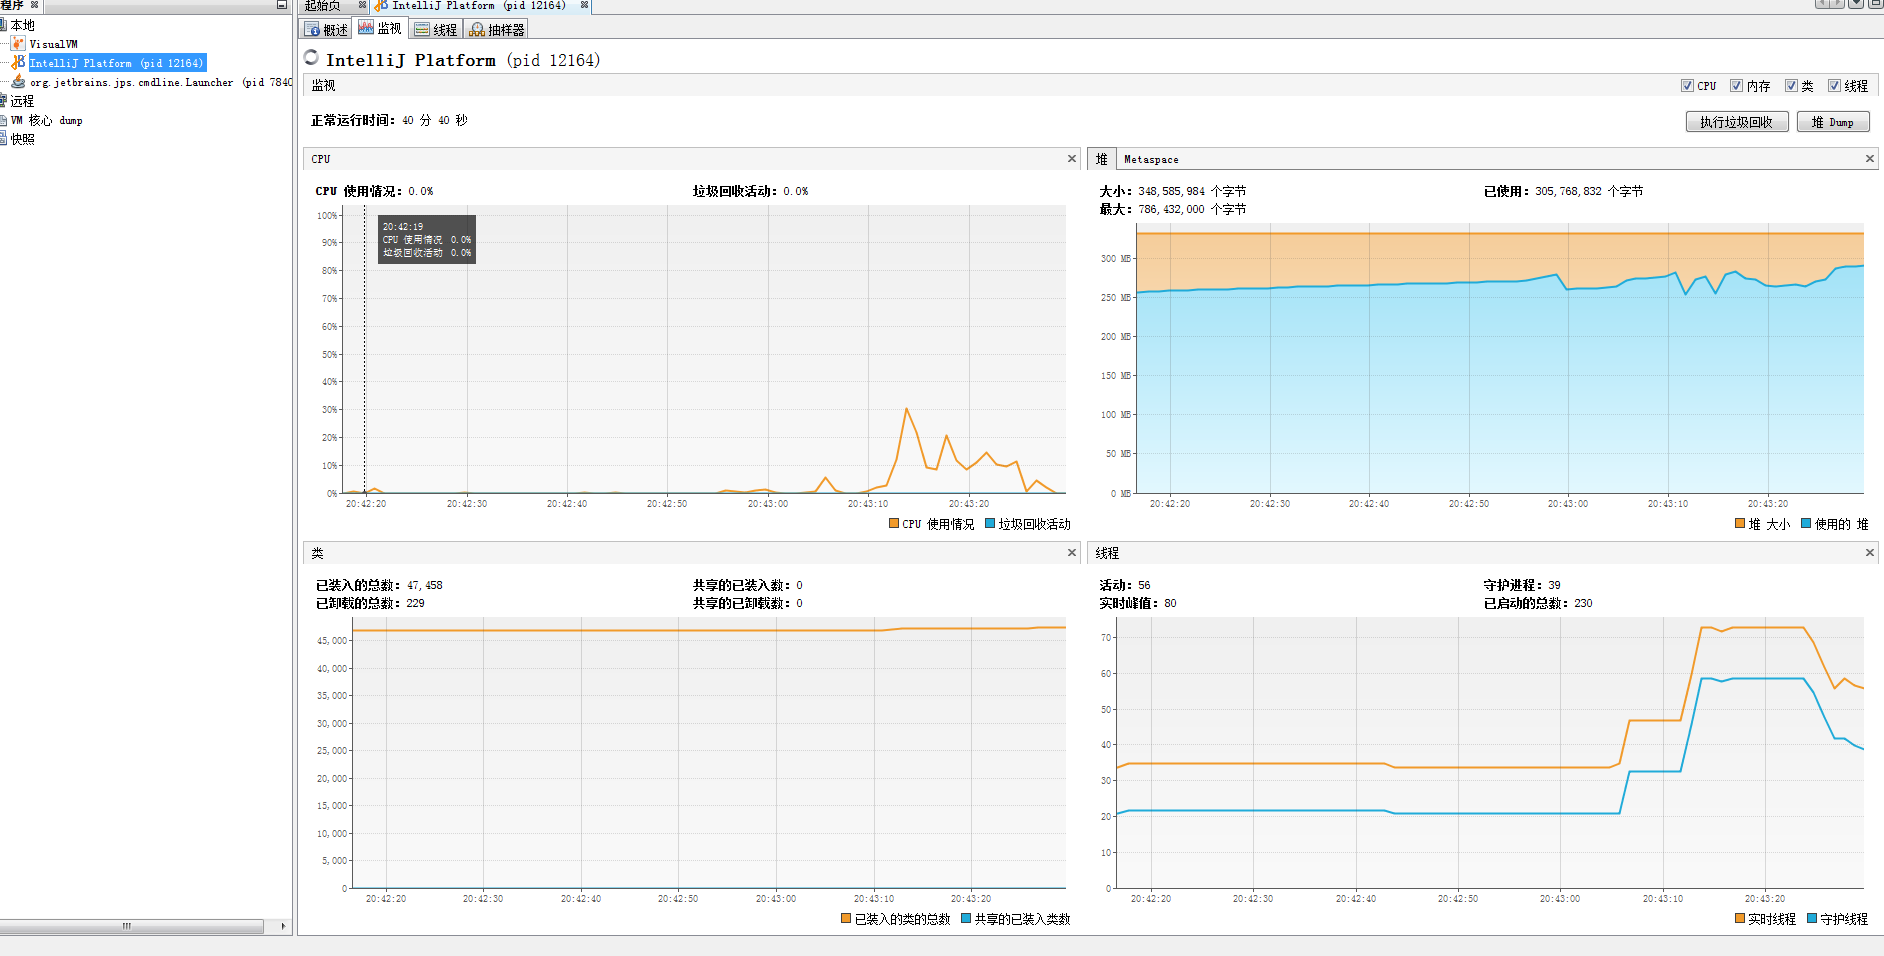 程序
本地
VisualVM
IntelliJ Platform (pid 12164)
org.jetbrains.jps.cmdline.Launcher (pid 7840
远程
VM 核心 dump
快照
起始页
IntelliJ Platform (pid 12164)
概述 监视 线程 抽样器
IntelliJ Platform (pid 12164)
监视
CPU 内存 类 线程
正常运行时间: 40 分 40 秒
执行垃圾回收 堆 Dump
CPU
CPU 使用情况: 0.0% 垃圾回收活动: 0.0%
100%
90%
80%
70%
60%
50%
40%
30%
20%
10%
0%
20:42:19
CPU 使用情况 0.0%
垃圾回收活动 0.0%
20:42:20 20:42:30 20:42:40 20:42:50 20:43:00 20:43:10 20:43:20
CPU 使用情况 垃圾回收活动
堆 Metaspace
大小: 348,585,984 个字节 已使用: 305,768,832 个字节
最大: 786,432,000 个字节
300 MB
250 MB
200 MB
150 MB
100 MB
50 MB
0 MB
20:42:20 20:42:30 20:42:40 20:42:50 20:43:00 20:43:10 20:43:20
堆 大小 使用的 堆
类
已装入的总数: 47,458 共享的已装入数: 0
已卸载的总数: 229 共享的已卸载数: 0
45,000
40,000
35,000
30,000
25,000
20,000
15,000
10,000
5,000
0
20:42:20 20:42:30 20:42:40 20:42:50 20:43:00 20:43:10 20:43:20
已装入的类的总数 共享的已装入类数
线程
活动: 56 守护进程: 39
实时峰值: 80 已启动的总数: 230
70
60
50
40
30
20
10
0
20:42:20 20:42:30 20:42:40 20:42:50 20:43:00 20:43:10 20:43:20
实时线程 守护线程